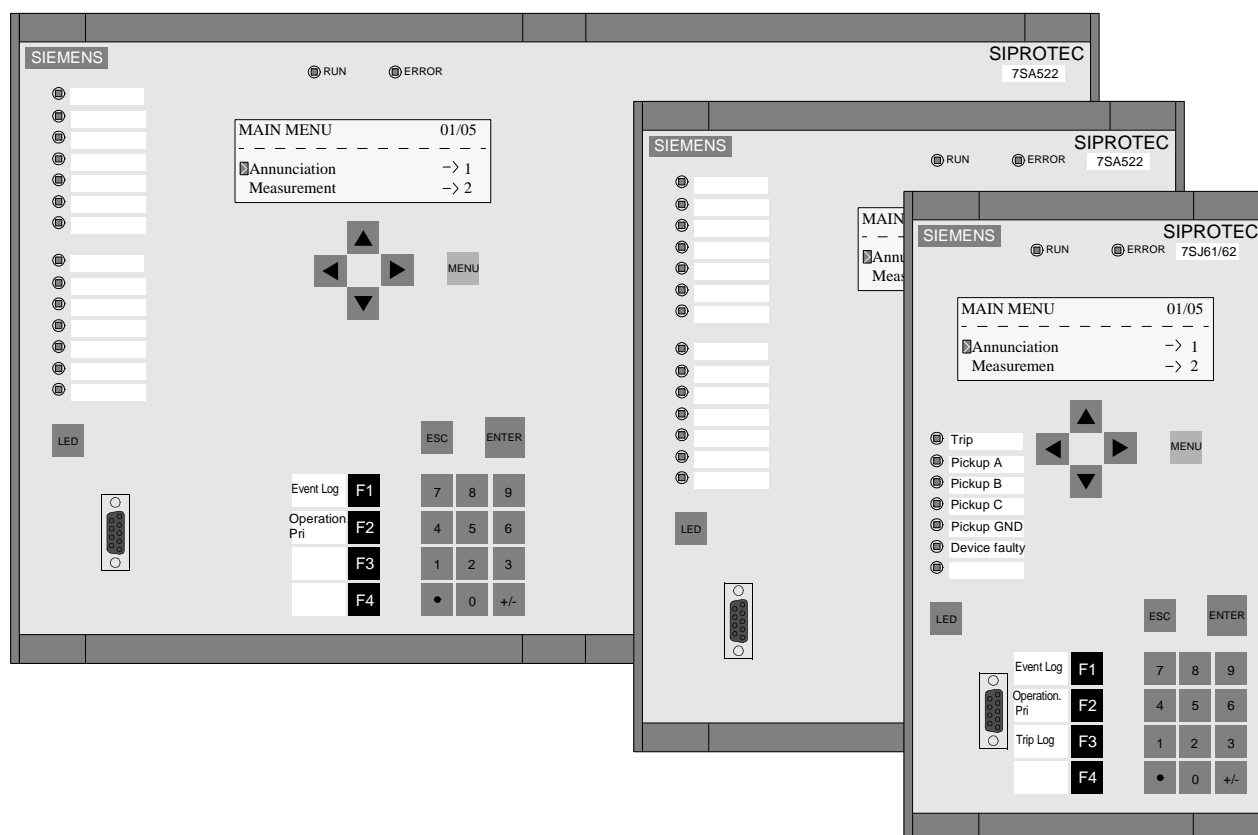 SIEMENS
RUN
ERROR
SIPROTEC
7SA522
MAIN MENU 01/05
Annunciation -> 1
Measurement -> 2
MENU
LED
ESC ENTER
Event Log F1 7 8 9
Operation.
Pri F2 4 5 6
F3 1 2 3
F4 • 0 +/-
SIEMENS
RUN
ERROR
SIPROTEC
7SA522
MAIN
Annu
Meas
LED
SIEMENS
RUN
ERROR
SIPROTEC
7SJ61/62
MAIN MENU 01/05
Annunciation -> 1
Measuremen -> 2
MENU
Trip
Pickup A
Pickup B
Pickup C
Pickup GND
Device faulty
LED
ESC ENTER
Event Log F1 7 8 9
Operation.
Pri F2 4 5 6
Trip Log F3 1 2 3
F4 • 0 +/-